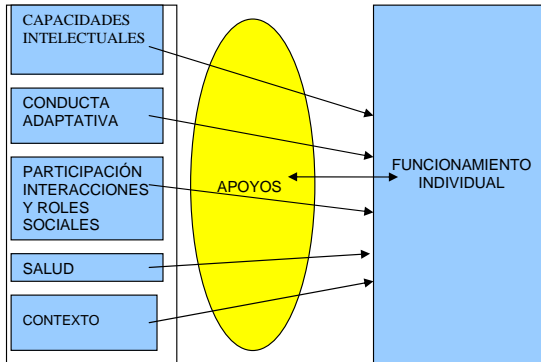 CAPACIDADES
INTELECTUALES
CONDUCTA
ADAPTATIVA
PARTICIPACIÓN
INTERACCIONES
Y ROLES
SOCIALES
SALUD
CONTEXTO
APOYOS
FUNCIONAMIENTO
INDIVIDUAL